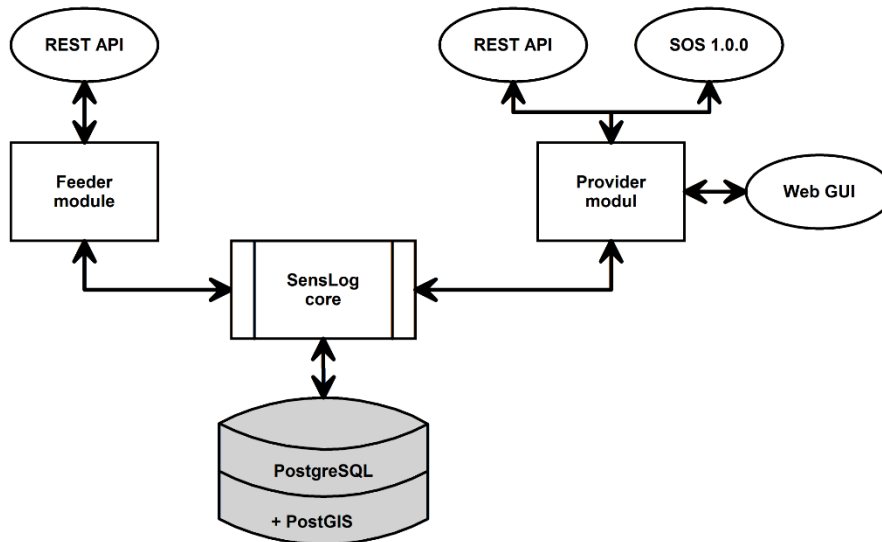 REST API
REST API
SOS 1.0.0
Feeder
module
Provider
modul
Web GUI
SensLog
core
PostgreSQL
+ PostGIS